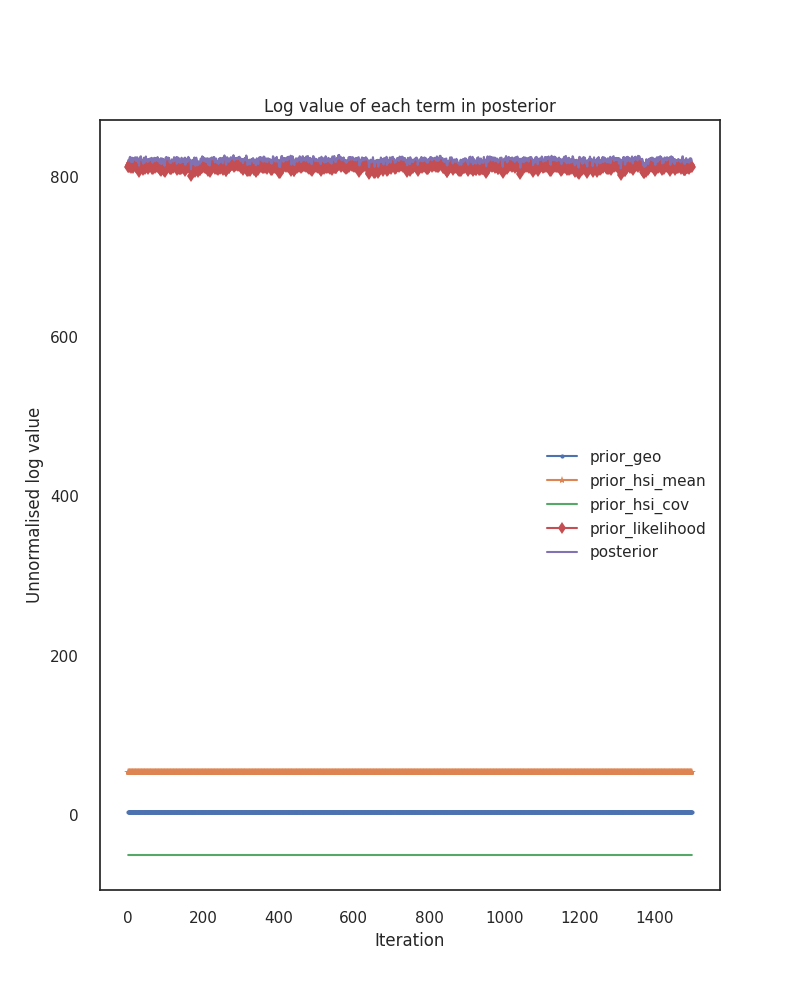 Log value of each term in posterior
800
600
400
200
0
Unnormalised log value
prior_geo
prior_hsi_mean
prior_hsi_cov
prior_likelihood
posterior
0 200 400 600 800 1000 1200 1400
Iteration